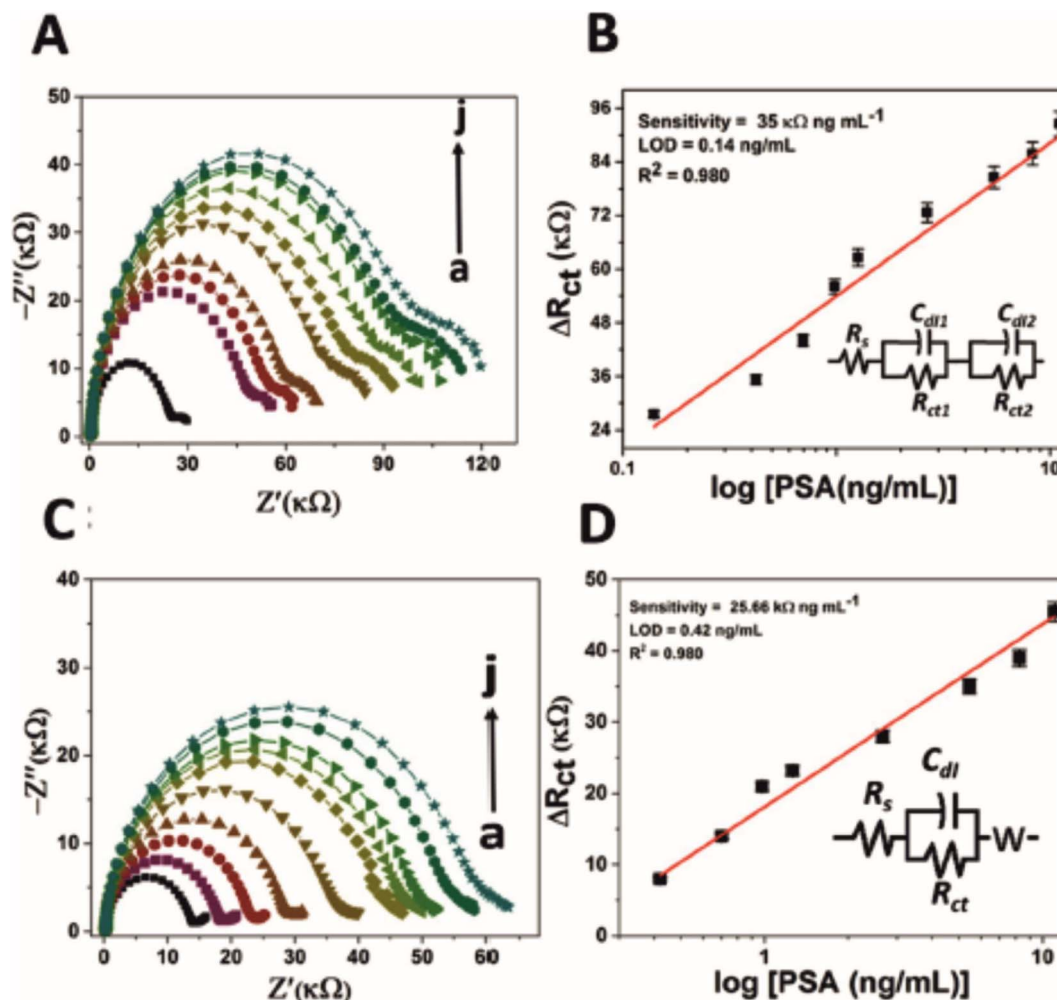 A
j
a
−Z''(κΩ)
40
30
20
10
0
0 30 60 90 120
Z'(κΩ)
B
Sensitivity = 35 κΩ ng mL⁻¹
LOD = 0.14 ng/mL
R² = 0.980
ΔRct (κΩ)
96
84
72
60
48
36
24
Rs
Cdl1
Cdl2
Rct1
Rct2
0.1 1 10
log [PSA(ng/mL)]
C
j
a
−Z''(κΩ)
40
30
20
10
0
0 10 20 30 40 50 60
Z'(κΩ)
D
Sensitivity = 25.66 kΩ ng mL⁻¹
LOD = 0.42 ng/mL
R² = 0.980
ΔRct (κΩ)
50
40
30
20
10
0
Cdl
Rs
W
Rct
1 10
log [PSA (ng/mL)]